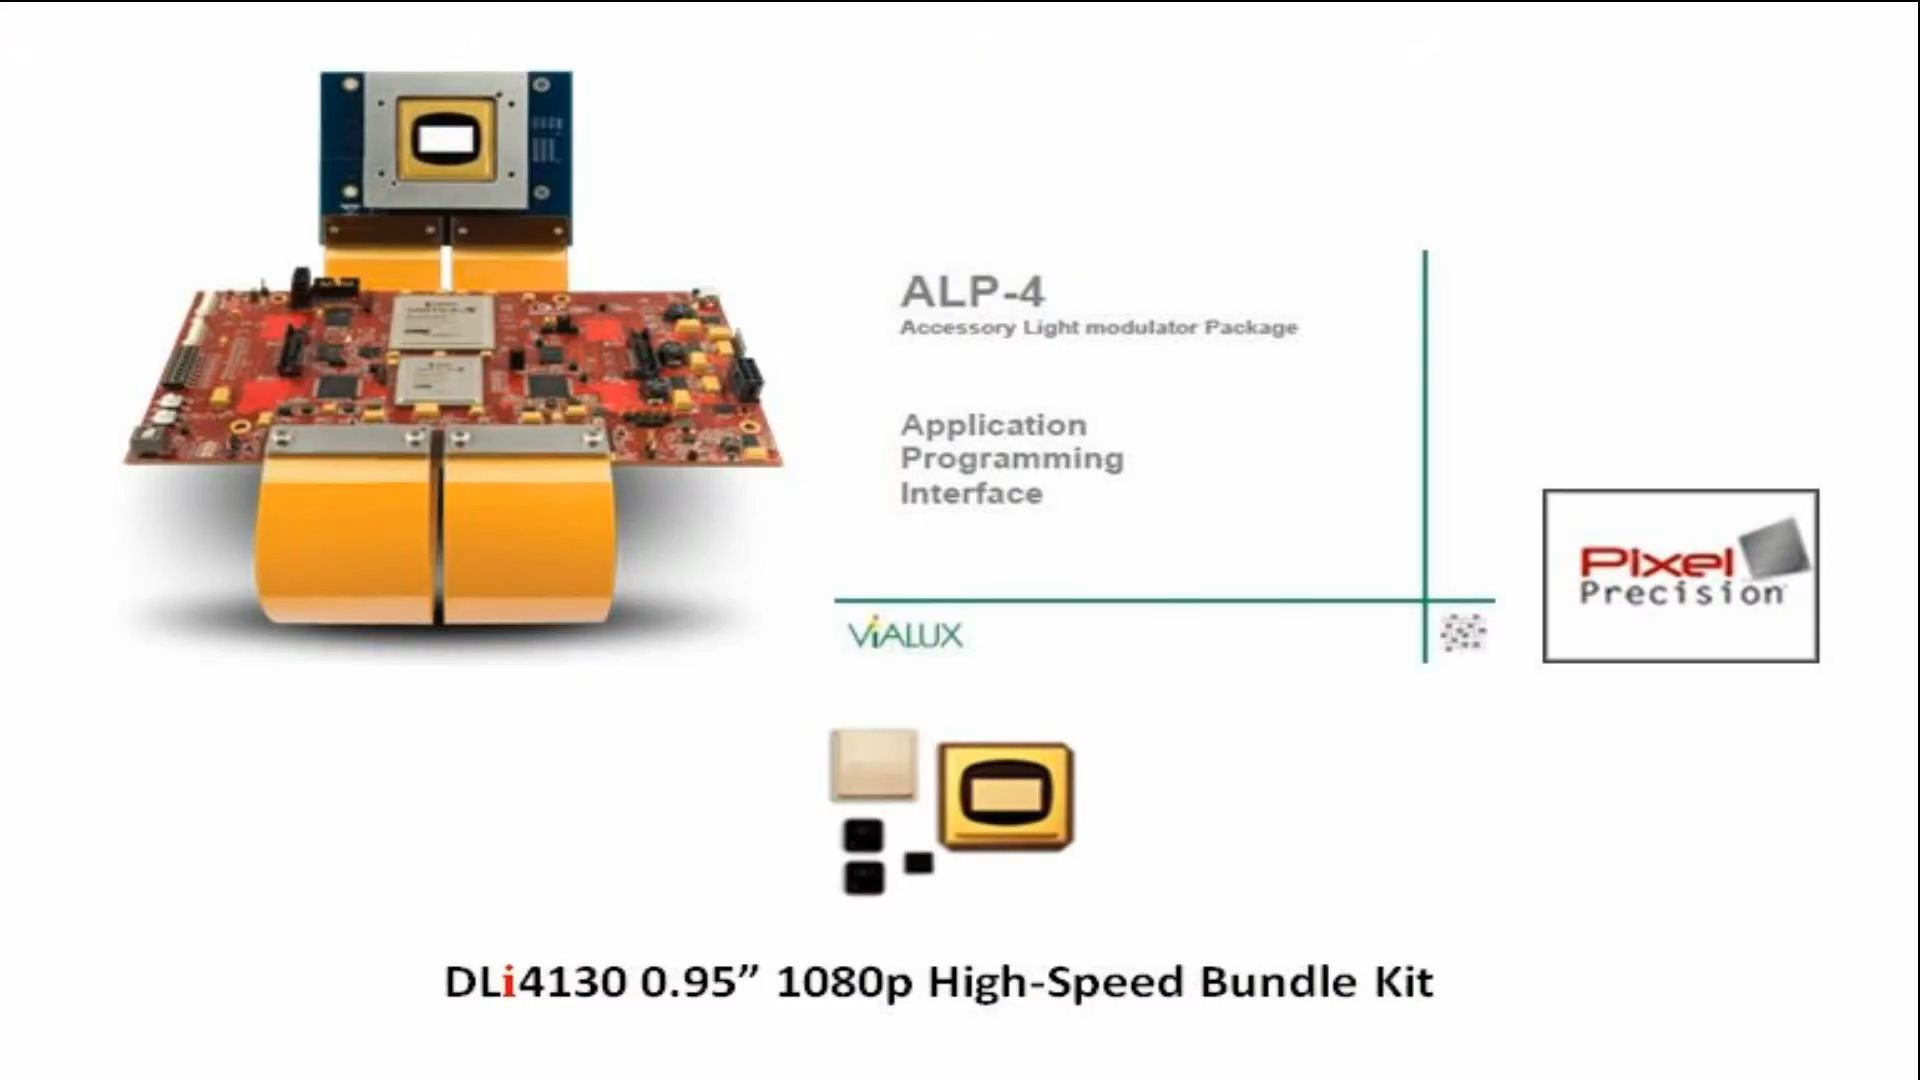 ALP-4
Accessory Light modulator Package
Application
Programming
Interface
ViALUX
Pixel
Precision
DLi4130 0.95” 1080p High-Speed Bundle Kit